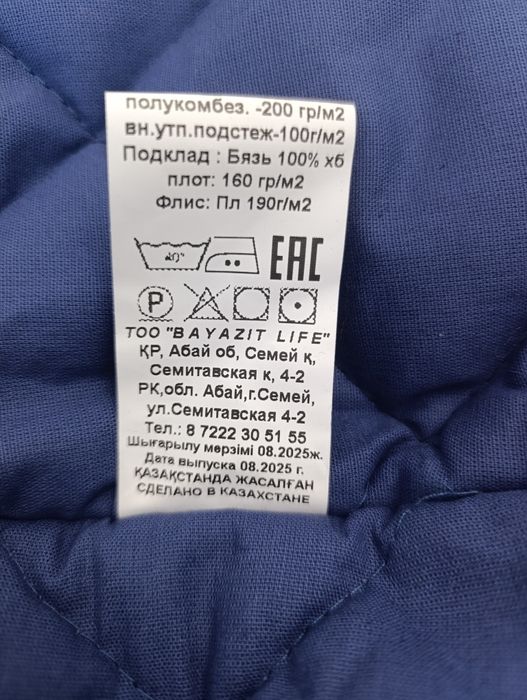 полукомбез. -200 гр/м2
вн.утп.подстеж-100г/м2
Подклад : Бязь 100% хб
плот: 160 гр/м2
Флис: Пл 190г/м2
40°
EAC
P
ТОО "BAYAZIT LIFE"
ҚР, Абай об, Семей қ,
Семитавская к, 4-2
РК,обл. Абай,г.Семей,
ул.Семитавская 4-2
Тел.: 8 7222 30 51 55
Шығарылу мерзімі 08.2025ж.
Дата выпуска 08.2025 г.
ҚАЗАҚСТАНДА ЖАСАЛҒАН
СДЕЛАНО В КАЗАХСТАНЕ